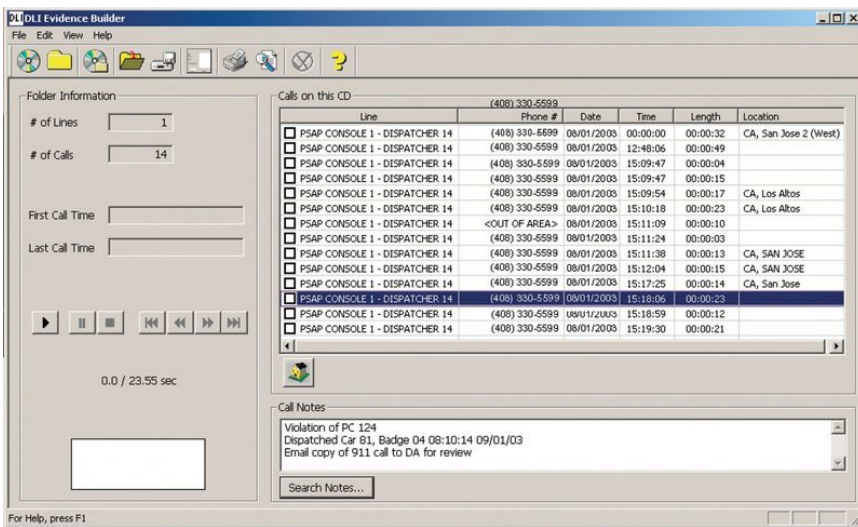 DLI DLI Evidence Builder
File Edit View Help
Folder Information
# of Lines 1
# of Calls 14
First Call Time
Last Call Time
0.0 / 23.55 sec
Calls on this CD
(408) 330-5599
Line Phone # Date Time Length Location
PSAP CONSOLE 1 - DISPATCHER 14 (408) 330-5599 08/01/2003 00:00:00 00:00:32 CA, San Jose 2 (West)
PSAP CONSOLE 1 - DISPATCHER 14 (408) 330-5599 08/01/2003 12:48:06 00:00:49
PSAP CONSOLE 1 - DISPATCHER 14 (408) 330-5599 08/01/2003 15:09:47 00:00:04
PSAP CONSOLE 1 - DISPATCHER 14 (408) 330-5599 08/01/2003 15:09:47 00:00:15
PSAP CONSOLE 1 - DISPATCHER 14 (408) 330-5599 08/01/2003 15:09:54 00:00:17 CA, Los Altos
PSAP CONSOLE 1 - DISPATCHER 14 (408) 330-5599 08/01/2003 15:10:18 00:00:23 CA, Los Altos
PSAP CONSOLE 1 - DISPATCHER 14 <OUT OF AREA> 08/01/2003 15:11:09 00:00:10
PSAP CONSOLE 1 - DISPATCHER 14 (408) 330-5599 08/01/2003 15:11:24 00:00:03
PSAP CONSOLE 1 - DISPATCHER 14 (408) 330-5599 08/01/2003 15:11:38 00:00:13 CA, SAN JOSE
PSAP CONSOLE 1 - DISPATCHER 14 (408) 330-5599 08/01/2003 15:12:04 00:00:15 CA, SAN JOSE
PSAP CONSOLE 1 - DISPATCHER 14 (408) 330-5599 08/01/2003 15:17:25 00:00:14 CA, San Jose
PSAP CONSOLE 1 - DISPATCHER 14 (408) 330-5599 08/01/2003 15:18:06 00:00:23
PSAP CONSOLE 1 - DISPATCHER 14 (408) 330-5599 08/01/2003 15:18:59 00:00:12
PSAP CONSOLE 1 - DISPATCHER 14 (408) 330-5599 08/01/2003 15:19:30 00:00:21
Call Notes
Violation of PC 124
Dispatched Car 81, Badge 04 08:10:14 09/01/03
Email copy of 911 call to DA for review
Search Notes...
For Help, press F1